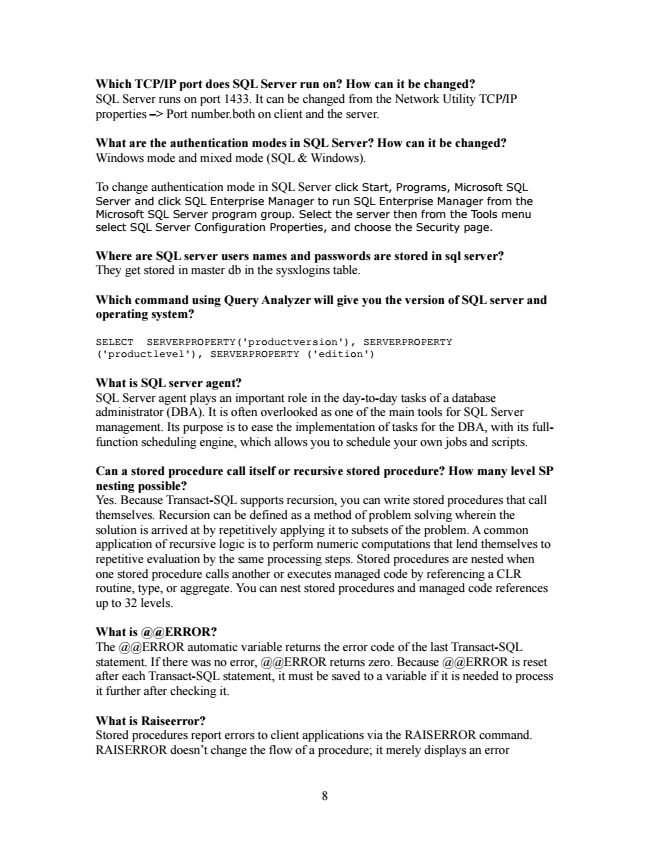 Which TCP/IP port does SQL Server run on? How can it be changed?
SQL Server runs on port 1433. It can be changed from the Network Utility TCP/IP
properties –> Port number.both on client and the server.
What are the authentication modes in SQL Server? How can it be changed?
Windows mode and mixed mode (SQL & Windows).
To change authentication mode in SQL Server click Start, Programs, Microsoft SQL
Server and click SQL Enterprise Manager to run SQL Enterprise Manager from the
Microsoft SQL Server program group. Select the server then from the Tools menu
select SQL Server Configuration Properties, and choose the Security page.
Where are SQL server users names and passwords are stored in sql server?
They get stored in master db in the sysxlogins table.
Which command using Query Analyzer will give you the version of SQL server and
operating system?
SELECT  SERVERPROPERTY('productversion'), SERVERPROPERTY
('productlevel'), SERVERPROPERTY ('edition')
What is SQL server agent?
SQL Server agent plays an important role in the day-to-day tasks of a database
administrator (DBA). It is often overlooked as one of the main tools for SQL Server
management. Its purpose is to ease the implementation of tasks for the DBA, with its full-
function scheduling engine, which allows you to schedule your own jobs and scripts.
Can a stored procedure call itself or recursive stored procedure? How many level SP
nesting possible?
Yes. Because Transact-SQL supports recursion, you can write stored procedures that call
themselves. Recursion can be defined as a method of problem solving wherein the
solution is arrived at by repetitively applying it to subsets of the problem. A common
application of recursive logic is to perform numeric computations that lend themselves to
repetitive evaluation by the same processing steps. Stored procedures are nested when
one stored procedure calls another or executes managed code by referencing a CLR
routine, type, or aggregate. You can nest stored procedures and managed code references
up to 32 levels.
What is @@ERROR?
The @@ERROR automatic variable returns the error code of the last Transact-SQL
statement. If there was no error, @@ERROR returns zero. Because @@ERROR is reset
after each Transact-SQL statement, it must be saved to a variable if it is needed to process
it further after checking it.
What is Raiseerror?
Stored procedures report errors to client applications via the RAISERROR command.
RAISERROR doesn’t change the flow of a procedure; it merely displays an error
8